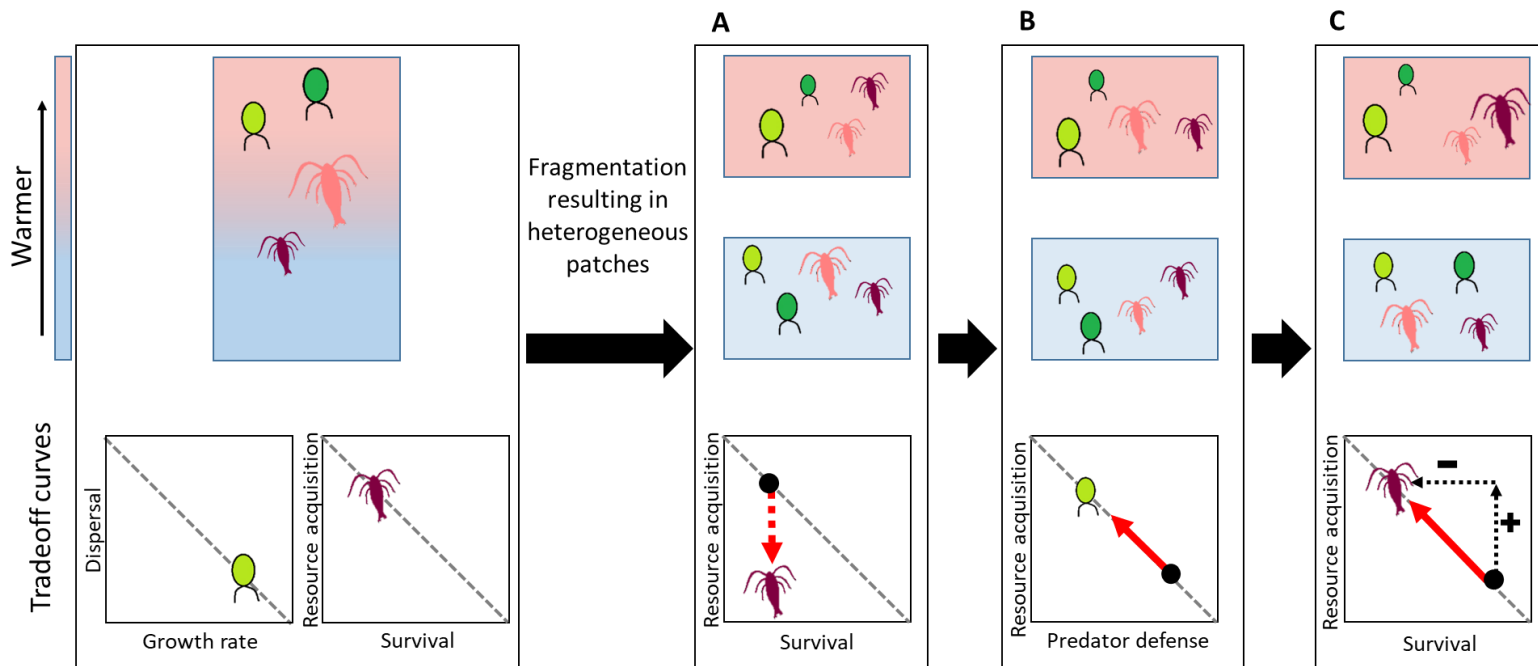 A
B
C
Warmer
Fragmentation
resulting in
heterogeneous
patches
Tradeoff curves
Dispersal
Growth rate
Resource acquisition
Survival
Resource acquisition
Survival
Resource acquisition
Predator defense
Resource acquisition
-
+
Survival